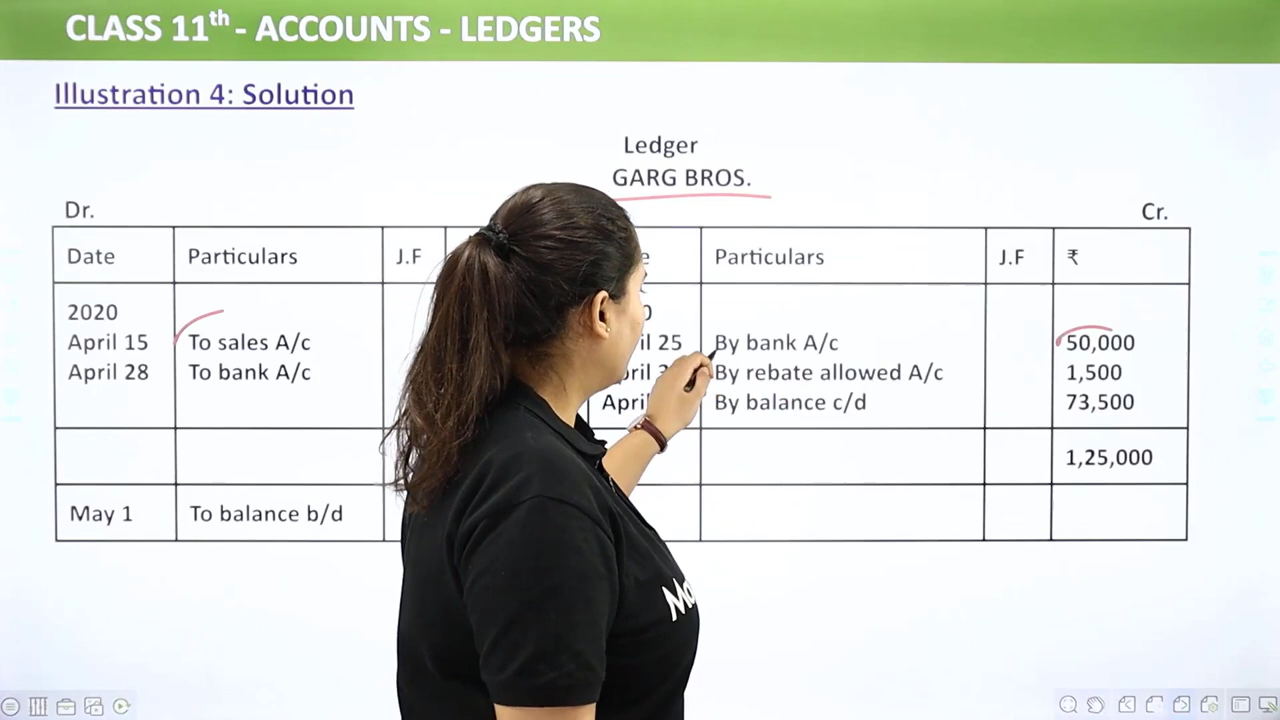 CLASS 11th - ACCOUNTS - LEDGERS
Illustration 4: Solution
Ledger
GARG BROS.
Dr. Cr.
Date Particulars J.F Particulars J.F ₹
2020
April 15 To sales A/c 25 By bank A/c 50,000
April 28 To bank A/c By rebate allowed A/c 1,500
April By balance c/d 73,500
1,25,000
May 1 To balance b/d